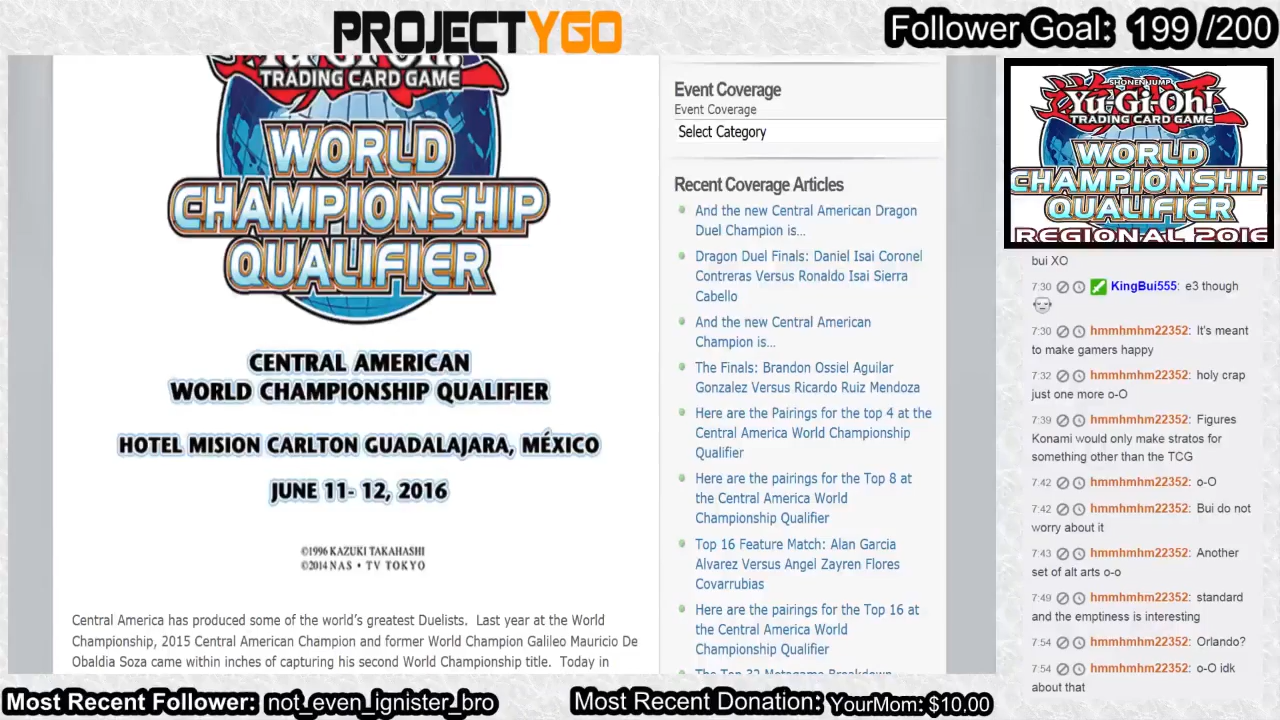 PROJECTYGO
Follower Goal: 199 /200
Yu-Gi-Oh!
TRADING CARD GAME
WORLD
CHAMPIONSHIP
QUALIFIER
CENTRAL AMERICAN
WORLD CHAMPIONSHIP QUALIFIER
HOTEL MISION CARLTON GUADALAJARA, MÉXICO
JUNE 11- 12, 2016
©1996 KAZUKI TAKAHASHI
©2014 NAS • TV TOKYO
Central America has produced some of the world's greatest Duelists. Last year at the World
Championship, 2015 Central American Champion and former World Champion Galileo Mauricio De
Obaldia Soza came within inches of capturing his second World Championship title. Today in
Event Coverage
Event Coverage
Select Category
Recent Coverage Articles
And the new Central American Dragon
Duel Champion is...
Dragon Duel Finals: Daniel Isai Coronel
Contreras Versus Ronaldo Isai Sierra
Cabello
And the new Central American
Champion is...
The Finals: Brandon Ossiel Aguilar
Gonzalez Versus Ricardo Ruiz Mendoza
Here are the Pairings for the top 4 at the
Central America World Championship
Qualifier
Here are the pairings for the Top 8 at
the Central America World
Championship Qualifier
Top 16 Feature Match: Alan Garcia
Alvarez Versus Angel Zayren Flores
Covarrubias
Here are the pairings for the Top 16 at
the Central America World
Championship Qualifier
The Top 32 Metagame Breakdown
SHONEN JUMP
Yu-Gi-Oh!
TRADING CARD GAME
WORLD
CHAMPIONSHIP
QUALIFIER
REGIONAL 2016
bui XO
7:30 KingBui555: e3 though
7:30 hmmhmhm22352: It's meant
to make gamers happy
7:32 hmmhmhm22352: holy crap
just one more o-O
7:39 hmmhmhm22352: Figures
Konami would only make stratos for
something other than the TCG
7:42 hmmhmhm22352: o-O
7:42 hmmhmhm22352: Bui do not
worry about it
7:43 hmmhmhm22352: Another
set of alt arts o-o
7:49 hmmhmhm22352: standard
and the emptiness is interesting
7:54 hmmhmhm22352: Orlando?
7:54 hmmhmhm22352: o-O idk
about that
Most Recent Follower: not_even_ignister_bro
Most Recent Donation: YourMom: $10.00